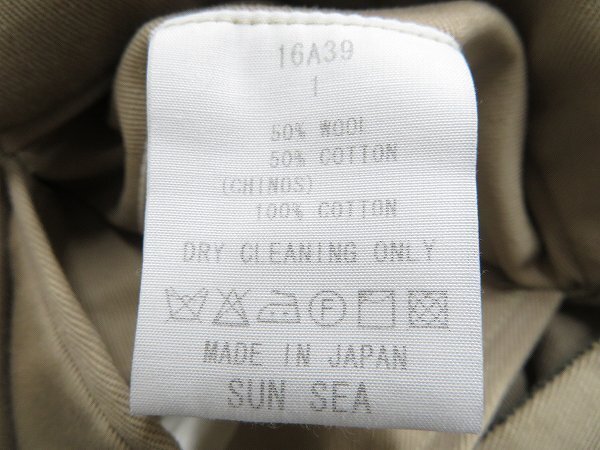 16A39
1
50% WOOL
50% COTTON
(CHINOS)
100% COTTON
DRY CLEANING ONLY
MADE IN JAPAN
SUN SEA